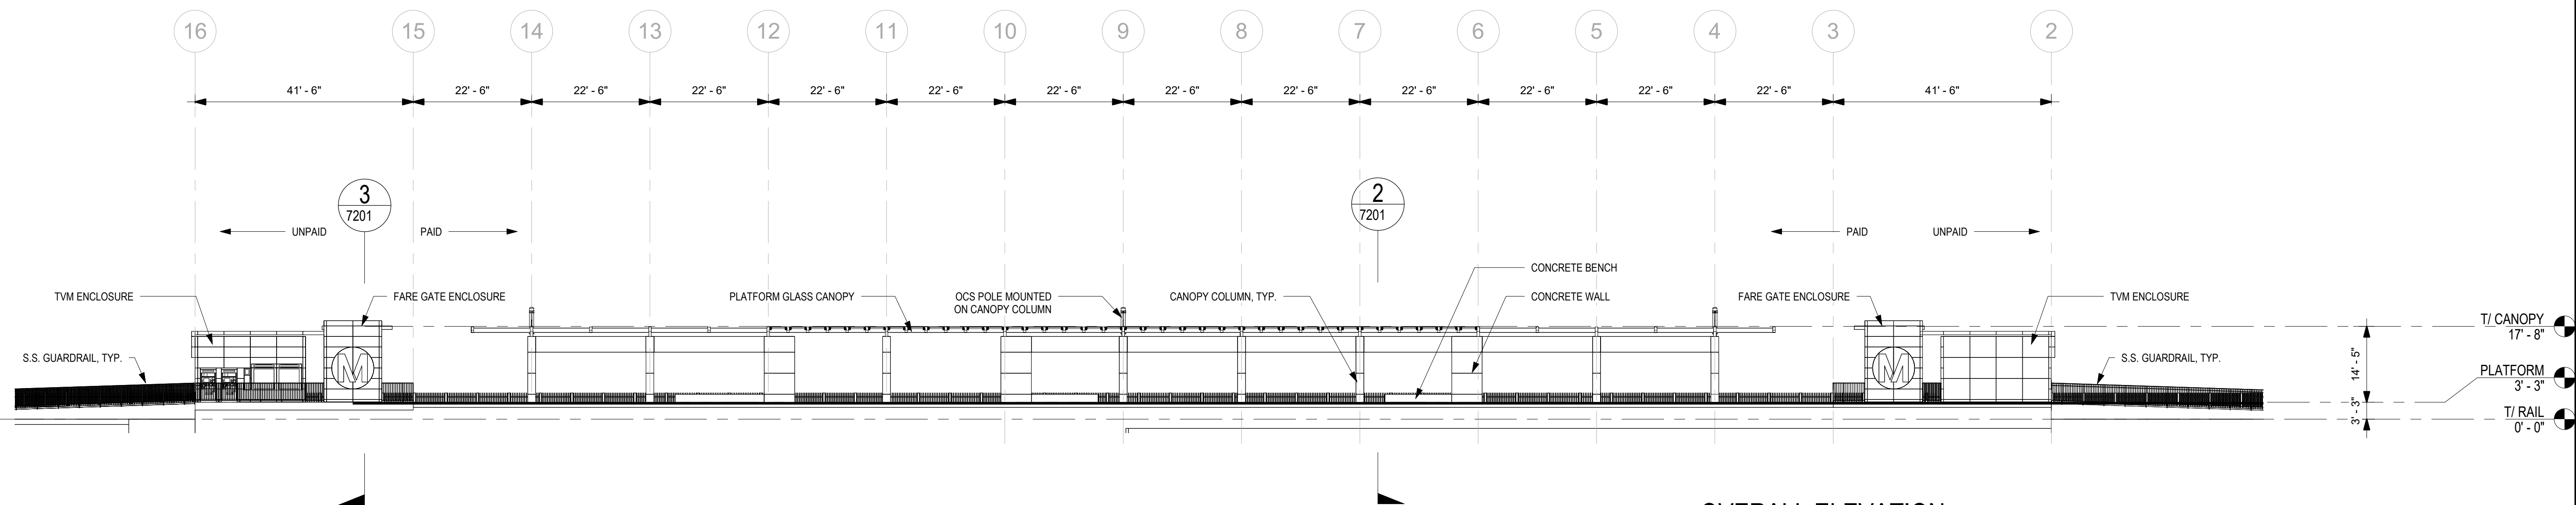 16 15 14 13 12 11 10 9 8 7 6 5 4 3 2
41' - 6" 22' - 6" 22' - 6" 22' - 6" 22' - 6" 22' - 6" 22' - 6" 22' - 6" 22' - 6" 22' - 6" 22' - 6" 22' - 6" 22' - 6" 41' - 6"
3
7201
2
7201
UNPAID PAID
PAID UNPAID
TVM ENCLOSURE
FARE GATE ENCLOSURE
PLATFORM GLASS CANOPY
OCS POLE MOUNTED
ON CANOPY COLUMN
CANOPY COLUMN, TYP.
CONCRETE BENCH
CONCRETE WALL
FARE GATE ENCLOSURE
TVM ENCLOSURE
S.S. GUARDRAIL, TYP.
S.S. GUARDRAIL, TYP.
M
M
T/ CANOPY
17' - 8"
14' - 5"
PLATFORM
3' - 3"
3' - 3"
T/ RAIL
0' - 0"
OVERALL ELEVATION